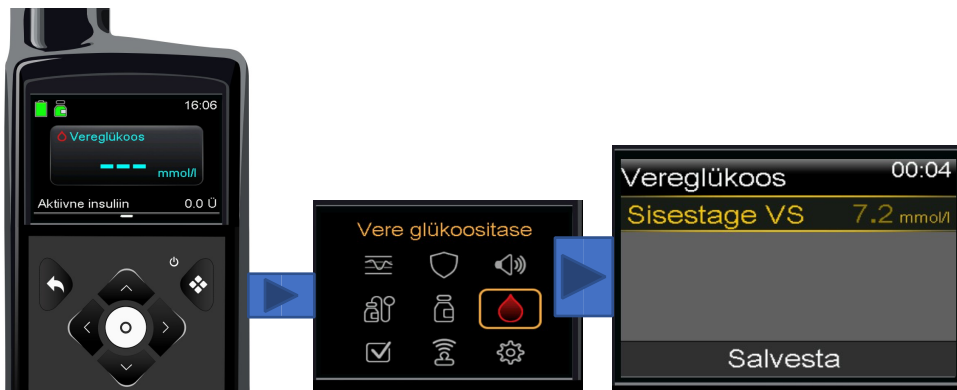 16:06
Vereglükoos
--- mmol/l
Aktiivne insuliin 0.0 Ü
Vere glükoositase
Vereglükoos 00:04
Sisestage VS 7.2 mmol/l
Salvesta